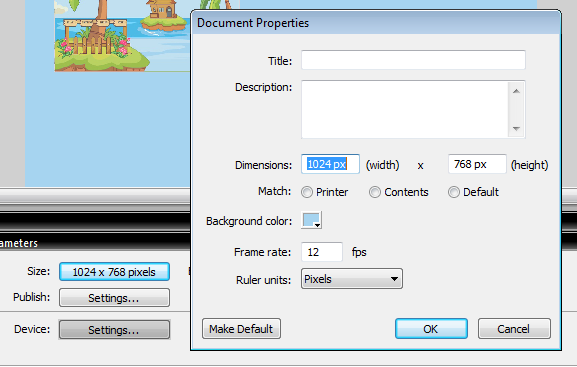 Document Properties
Title:
Description:
Dimensions: 1024 px (width) x 768 px (height)
Match: Printer Contents Default
Background color:
Frame rate: 12 fps
Ruler units: Pixels
Make Default OK Cancel
ameters
Size: 1024 x 768 pixels
Publish: Settings...
Device: Settings...